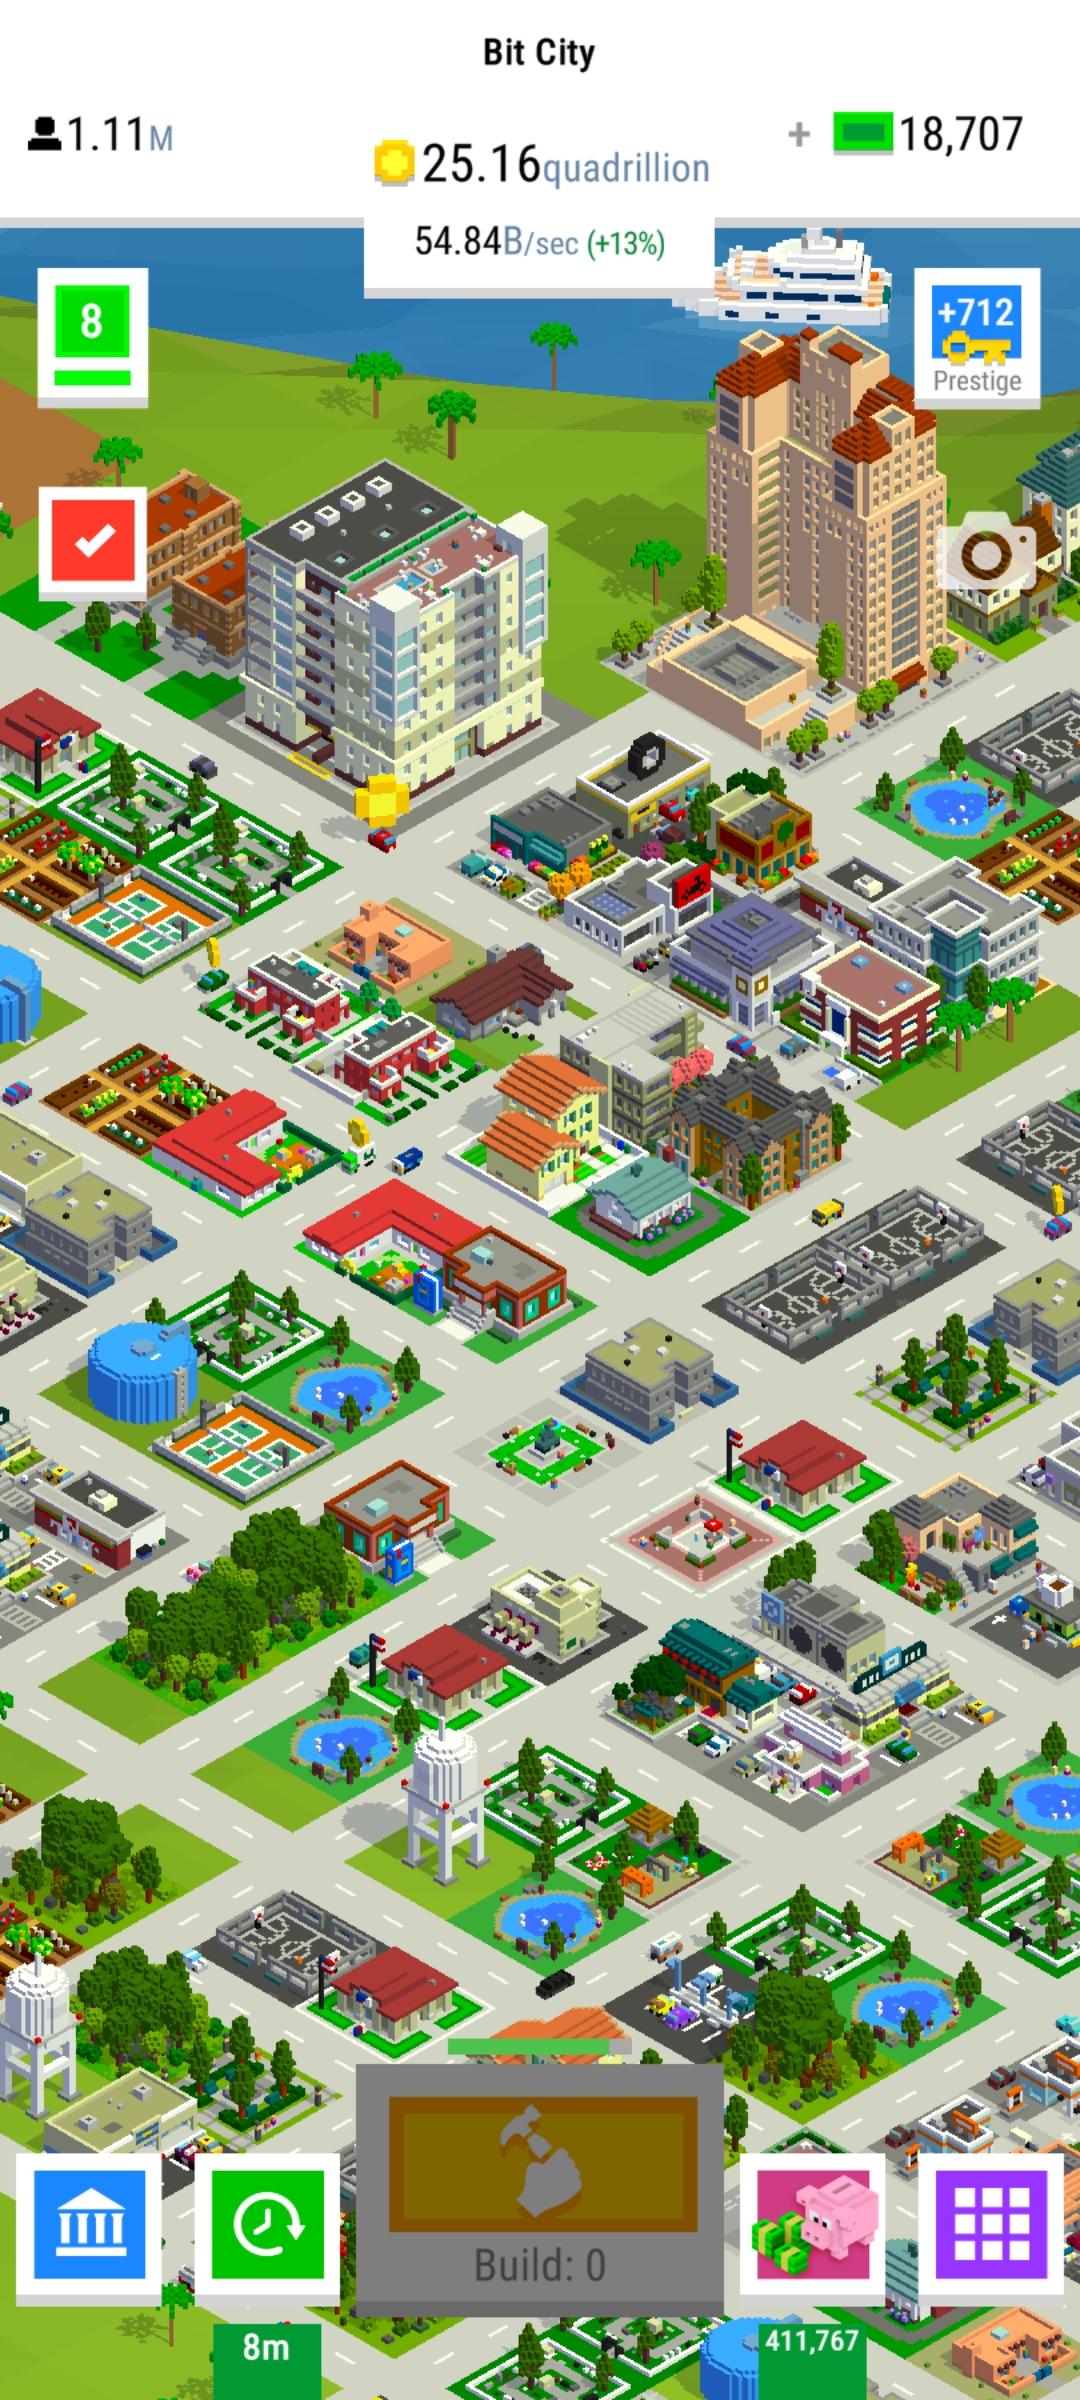 Bit City
1.11M
25.16quadrillion
+ 18,707
54.84B/sec (+13%)
8
+712
Prestige
Build: 0
8m
411,767